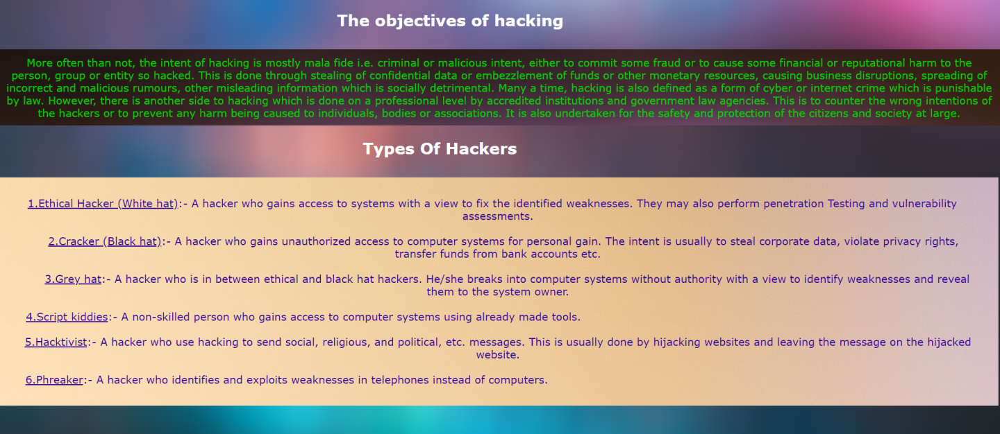 The objectives of hacking
More often than not, the intent of hacking is mostly mala fide i.e. criminal or malicious intent, either to commit some fraud or to cause some financial or reputational harm to the
person, group or entity so hacked. This is done through stealing of confidential data or embezzlement of funds or other monetary resources, causing business disruptions, spreading of
incorrect and malicious rumours, other misleading information which is socially detrimental. Many a time, hacking is also defined as a form of cyber or internet crime which is punishable
by law. However, there is another side to hacking which is done on a professional level by accredited institutions and government law agencies. This is to counter the wrong intentions of
the hackers or to prevent any harm being caused to individuals, bodies or associations. It is also undertaken for the safety and protection of the citizens and society at large.
Types Of Hackers
1.Ethical Hacker (White hat):- A hacker who gains access to systems with a view to fix the identified weaknesses. They may also perform penetration Testing and vulnerability
assessments.
2.Cracker (Black hat):- A hacker who gains unauthorized access to computer systems for personal gain. The intent is usually to steal corporate data, violate privacy rights,
transfer funds from bank accounts etc.
3.Grey hat:- A hacker who is in between ethical and black hat hackers. He/she breaks into computer systems without authority with a view to identify weaknesses and reveal
them to the system owner.
4.Script kiddies:- A non-skilled person who gains access to computer systems using already made tools.
5.Hacktivist:- A hacker who use hacking to send social, religious, and political, etc. messages. This is usually done by hijacking websites and leaving the message on the hijacked
website.
6.Phreaker:- A hacker who identifies and exploits weaknesses in telephones instead of computers.